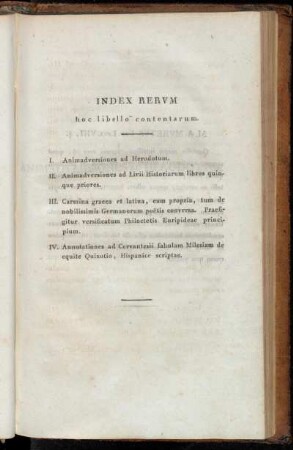 INDEX RERVM
hoc libello contentarum.
I. Animadversiones ad Herodotum.
II. Animadversiones ad Livii Historiarum libros quin-
que priores.
III. Carmina graeca et latina, cum propria, tum de
nobilissimis Germanorum poëtis conversa. Prae-
gitur versificatum Philoctetis Euripideae princi-
pium.
IV. Annotationes ad Cervantesii fabulam Milesiam de
equite Quixotio, Hispanice scriptae.